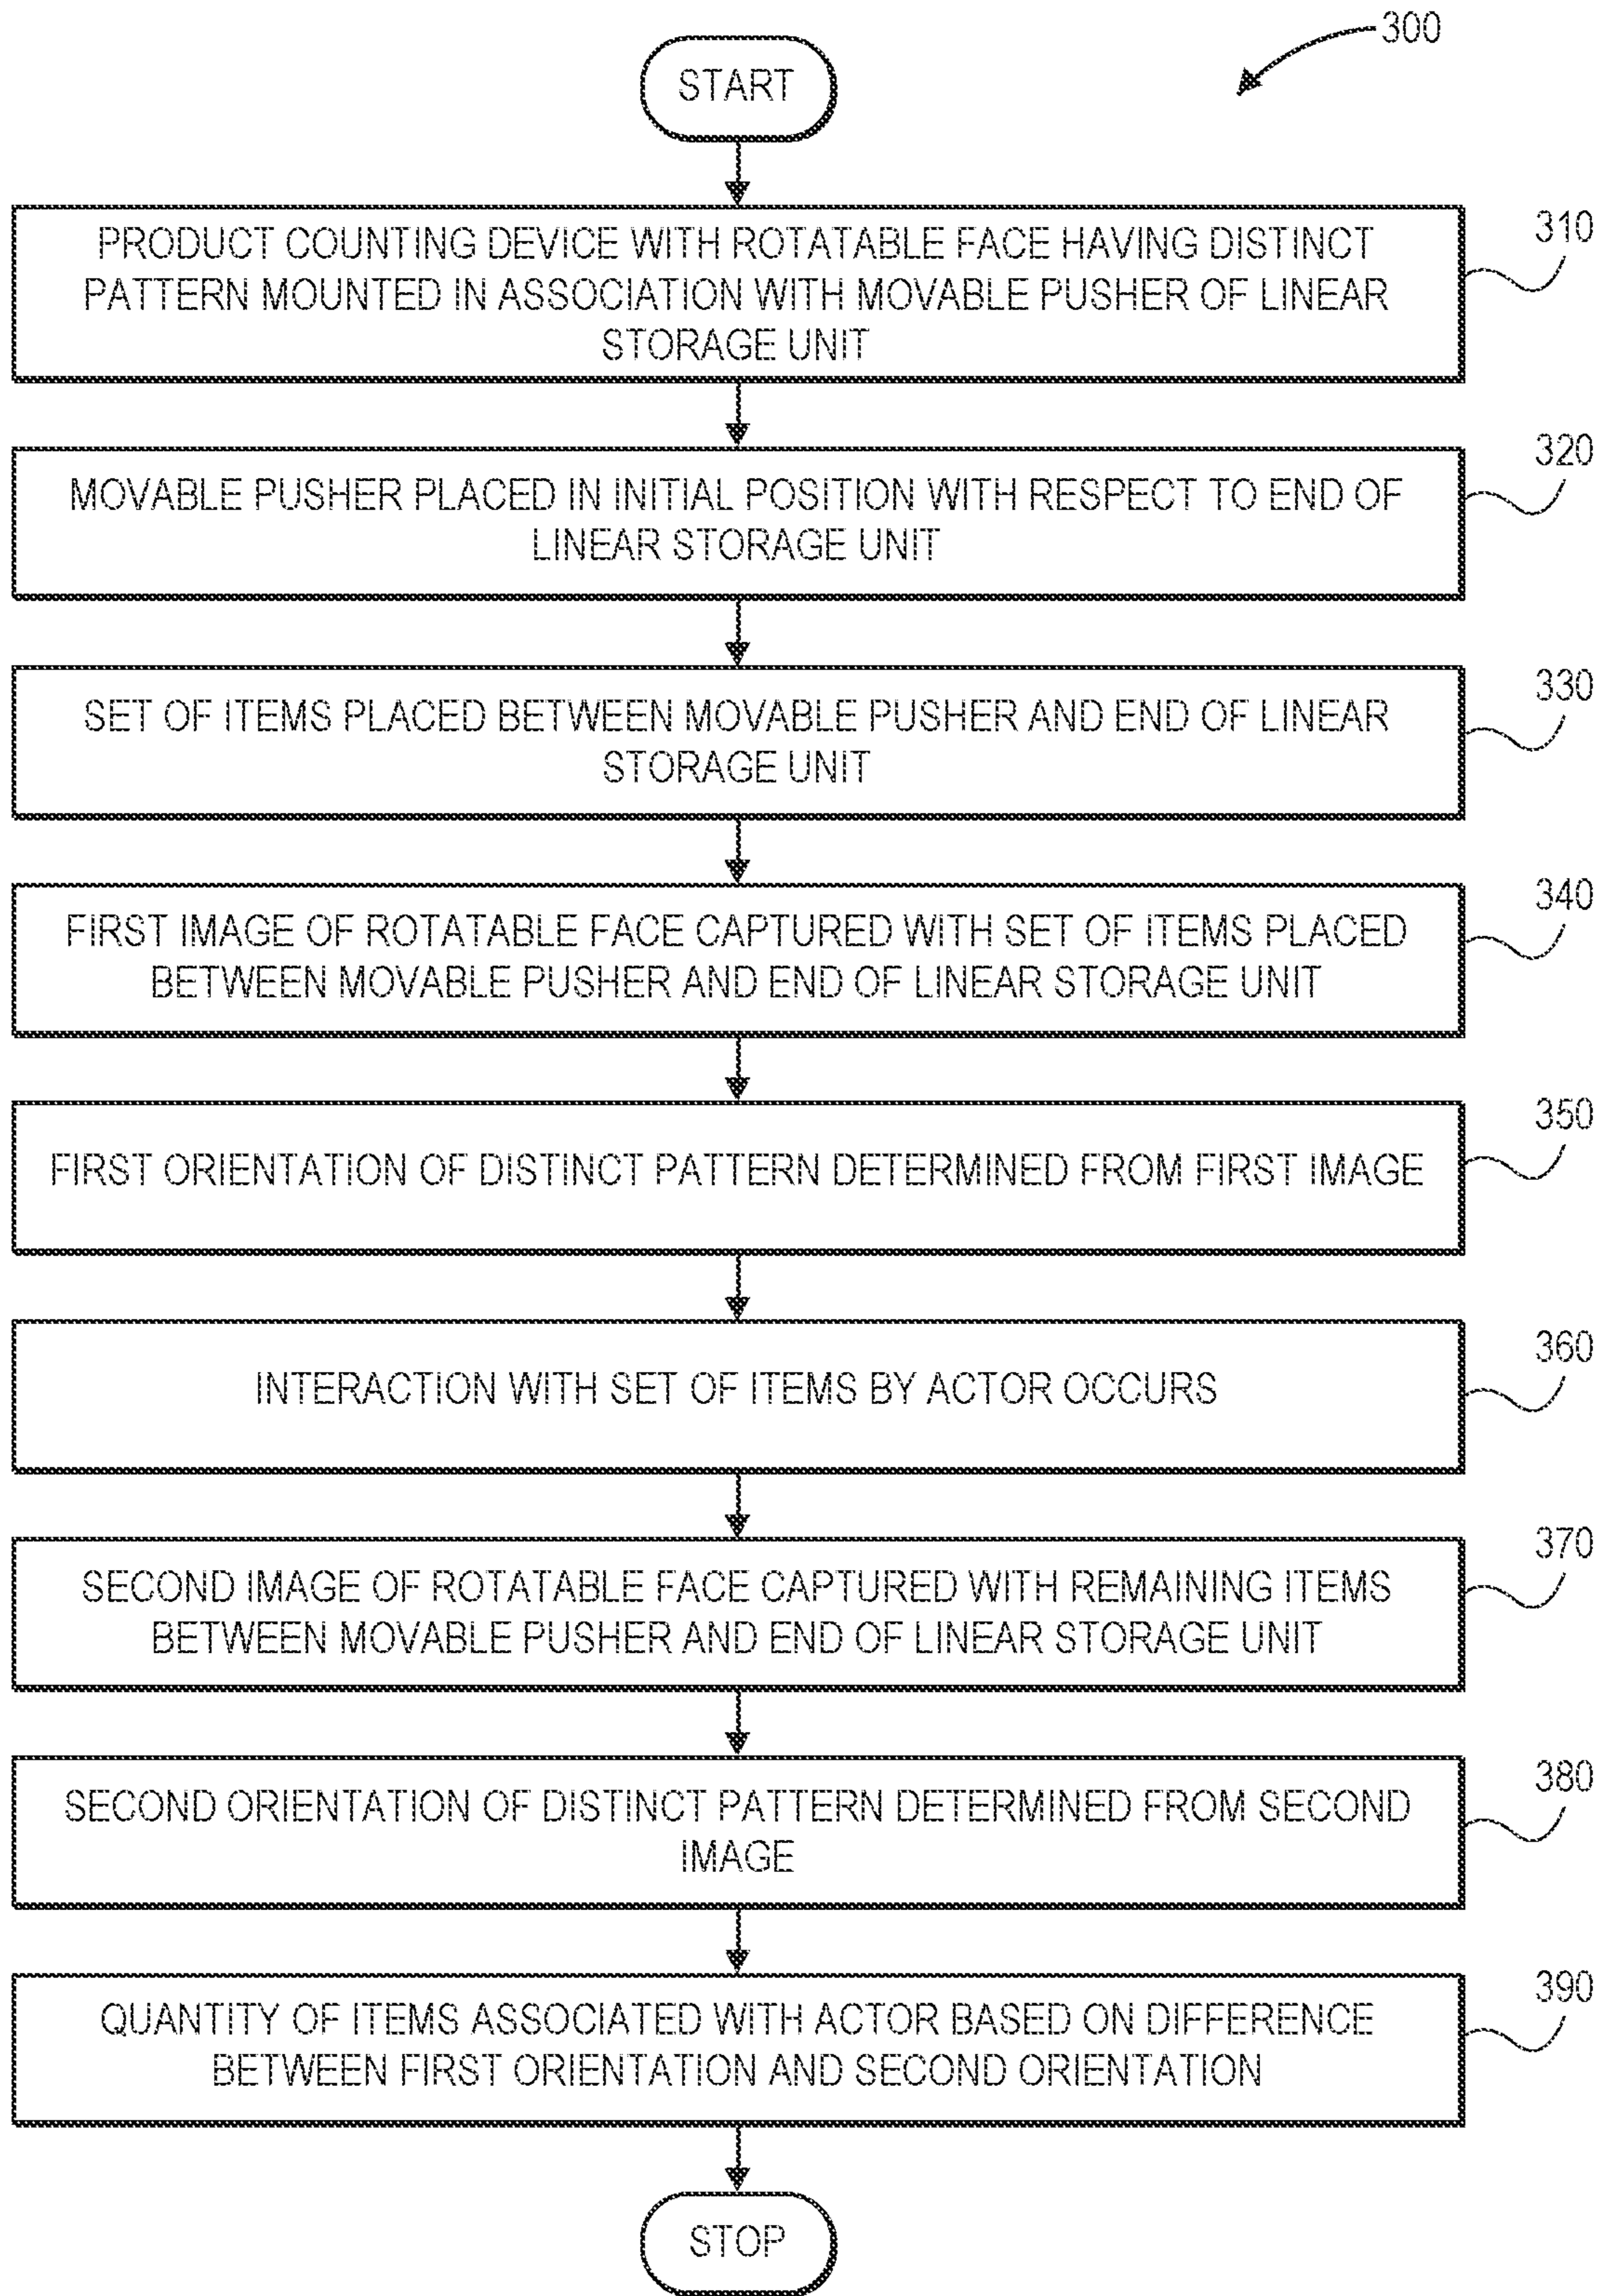 300
START
PRODUCT COUNTING DEVICE WITH ROTATABLE FACE HAVING DISTINCT
PATTERN MOUNTED IN ASSOCIATION WITH MOVABLE PUSHER OF LINEAR
STORAGE UNIT
310
MOVABLE PUSHER PLACED IN INITIAL POSITION WITH RESPECT TO END OF
LINEAR STORAGE UNIT
320
SET OF ITEMS PLACED BETWEEN MOVABLE PUSHER AND END OF LINEAR
STORAGE UNIT
330
FIRST IMAGE OF ROTATABLE FACE CAPTURED WITH SET OF ITEMS PLACED
BETWEEN MOVABLE PUSHER AND END OF LINEAR STORAGE UNIT
340
FIRST ORIENTATION OF DISTINCT PATTERN DETERMINED FROM FIRST IMAGE
350
INTERACTION WITH SET OF ITEMS BY ACTOR OCCURS
360
SECOND IMAGE OF ROTATABLE FACE CAPTURED WITH REMAINING ITEMS
BETWEEN MOVABLE PUSHER AND END OF LINEAR STORAGE UNIT
370
SECOND ORIENTATION OF DISTINCT PATTERN DETERMINED FROM SECOND
IMAGE
380
QUANTITY OF ITEMS ASSOCIATED WITH ACTOR BASED ON DIFFERENCE
BETWEEN FIRST ORIENTATION AND SECOND ORIENTATION
390
STOP